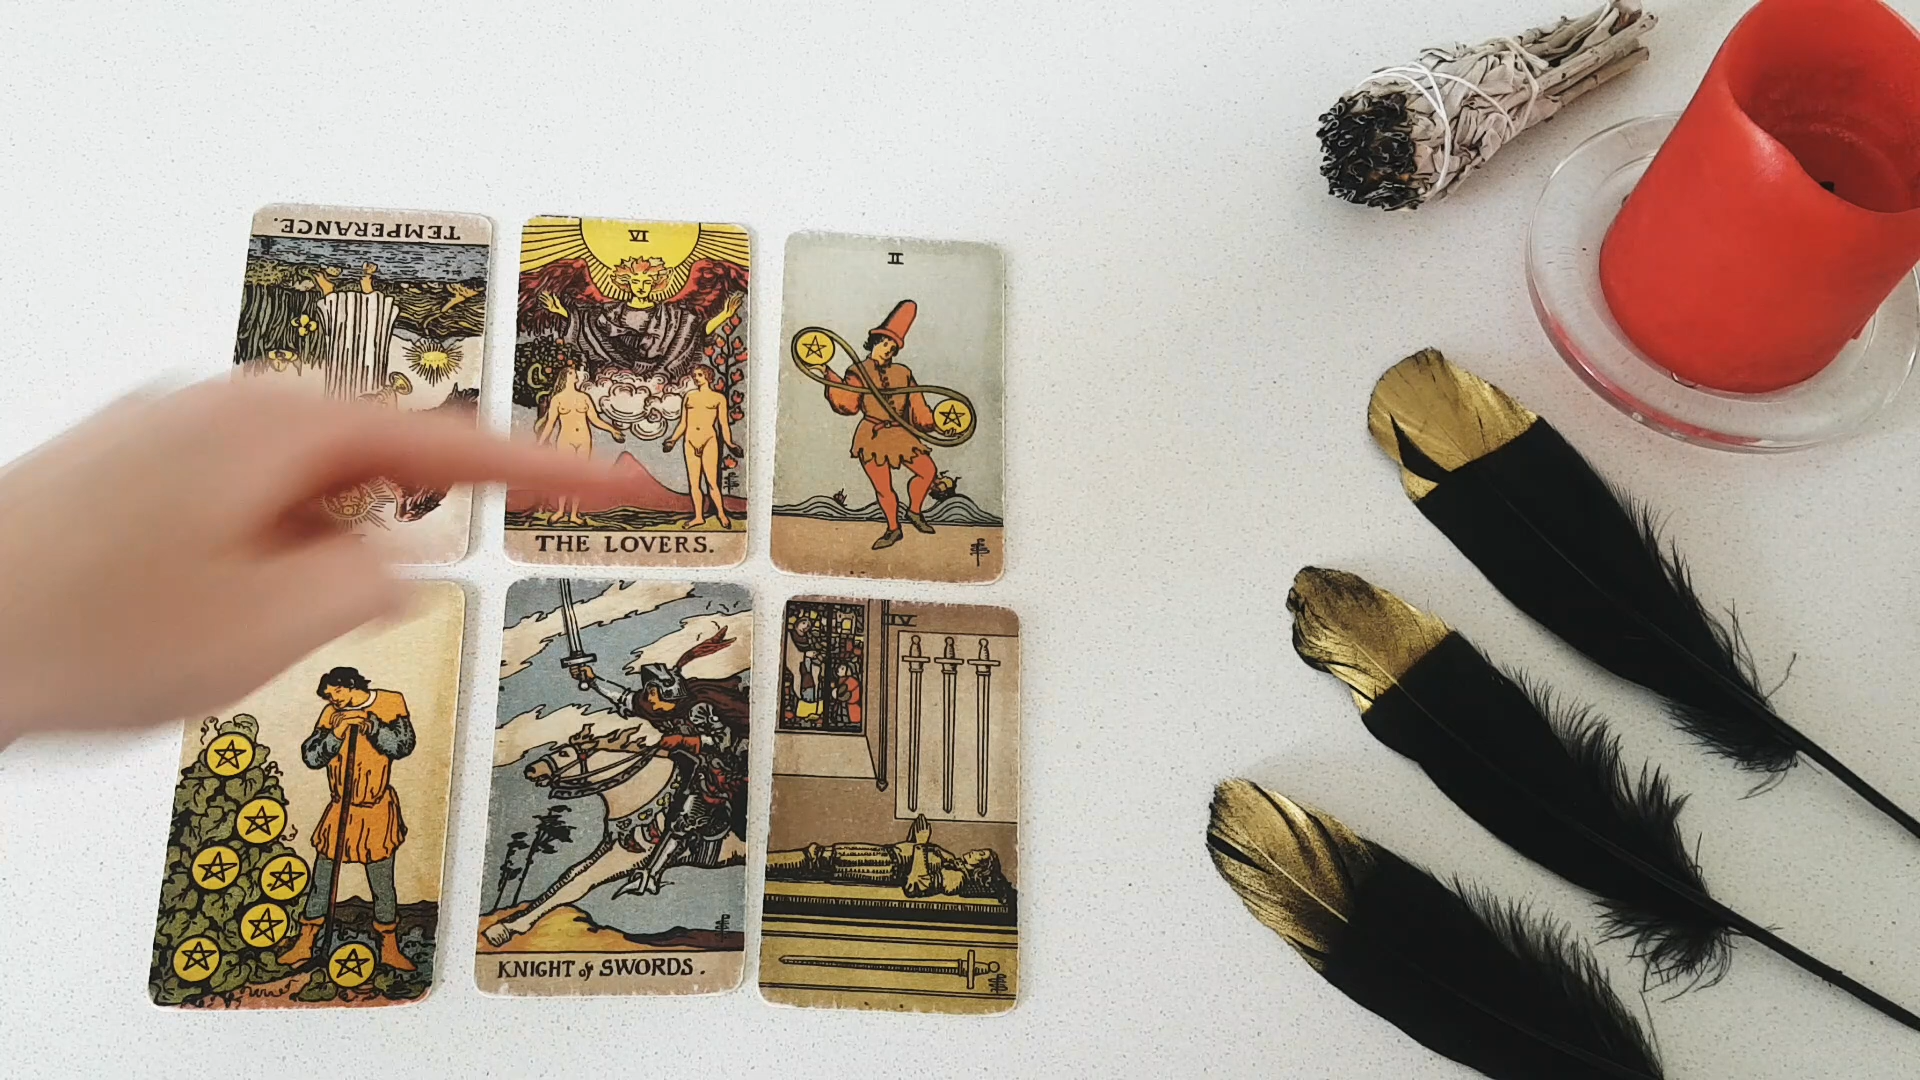 TEMPERANCE.
VI
II
THE LOVERS.
IV
KNIGHT of SWORDS.